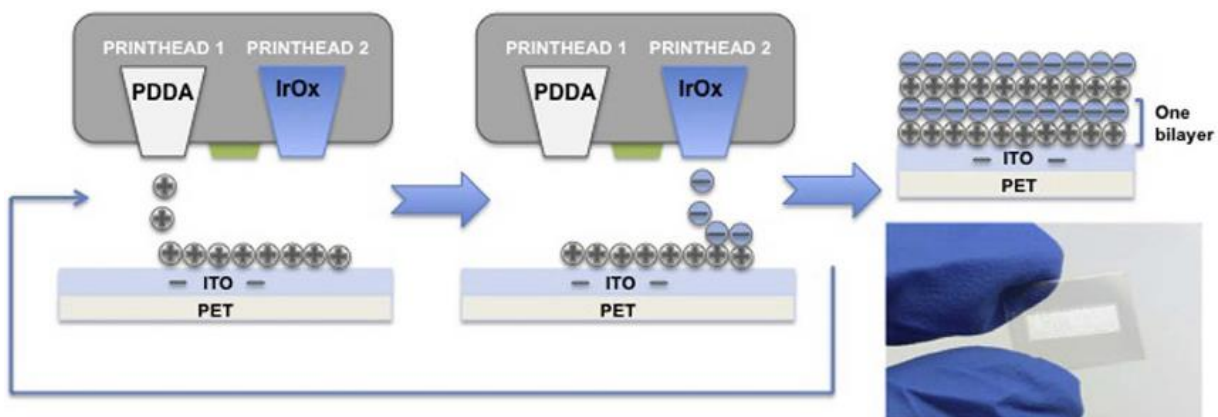 PRINTHEAD 1 PRINTHEAD 2
PDDA
IrOx
ITO
PET
PRINTHEAD 1 PRINTHEAD 2
PDDA
IrOx
ITO
PET
One
bilayer
ITO
PET